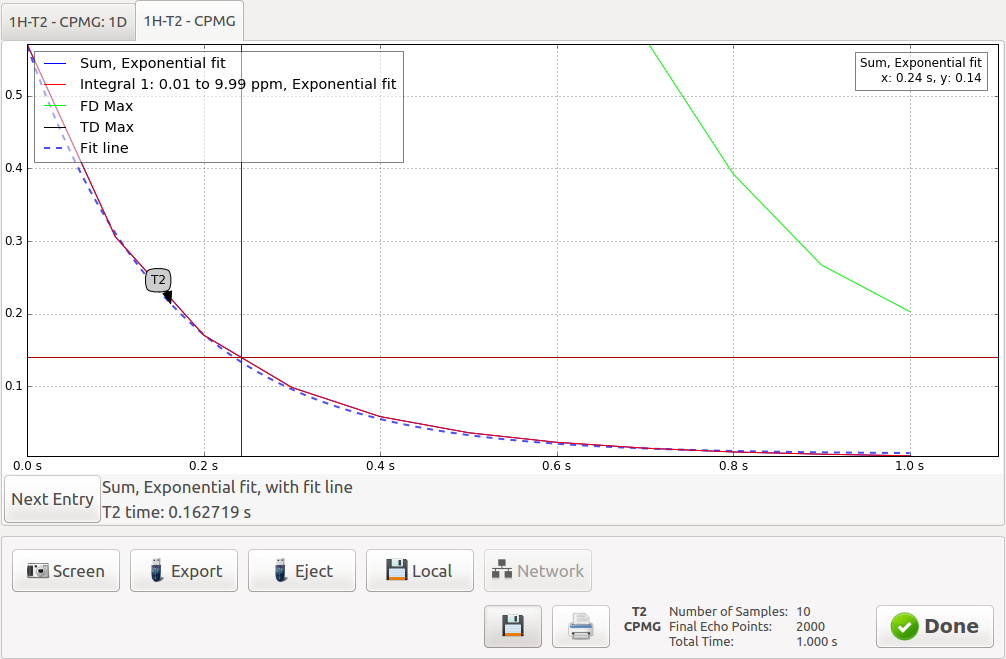 1H-T2 - CPMG: 1D
1H-T2 - CPMG
Sum, Exponential fit
Integral 1: 0.01 to 9.99 ppm, Exponential fit
FD Max
TD Max
Fit line
Sum, Exponential fit
x: 0.24 s, y: 0.14
0.5
0.4
0.3
T2
0.2
0.1
0.0 s
0.2 s
0.4 s
0.6 s
0.8 s
1.0 s
Next Entry
Sum, Exponential fit, with fit line
T2 time: 0.162719 s
Screen
Export
Eject
Local
Network
T2
CPMG
Number of Samples: 10
Final Echo Points: 2000
Total Time: 1.000 s
Done